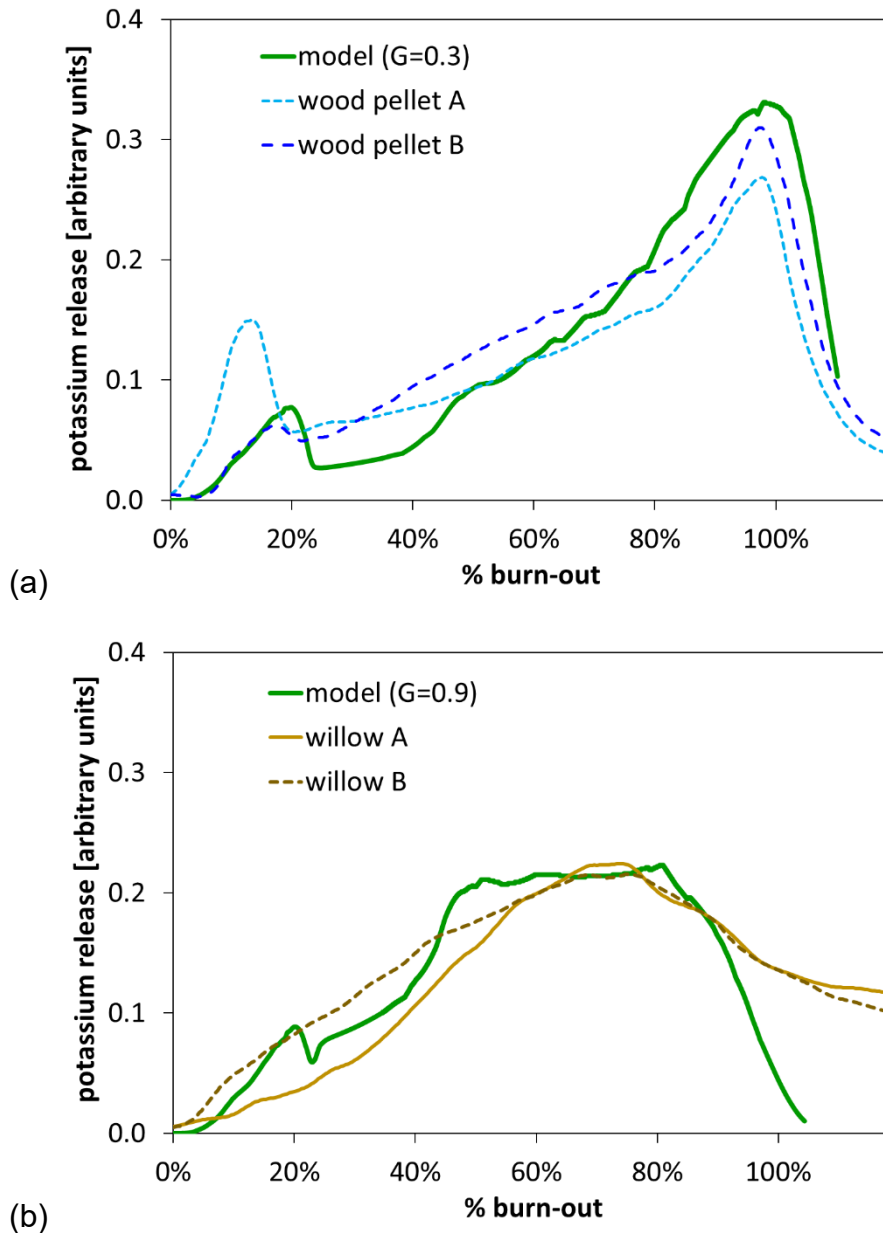 0.4
model (G=0.3)
wood pellet A
wood pellet B
0.3
0.2
0.1
0.0
potassium release [arbitrary units]
0% 20% 40% 60% 80% 100%
% burn-out
(a)
0.4
model (G=0.9)
willow A
willow B
0.3
0.2
0.1
0.0
potassium release [arbitrary units]
0% 20% 40% 60% 80% 100%
% burn-out
(b)